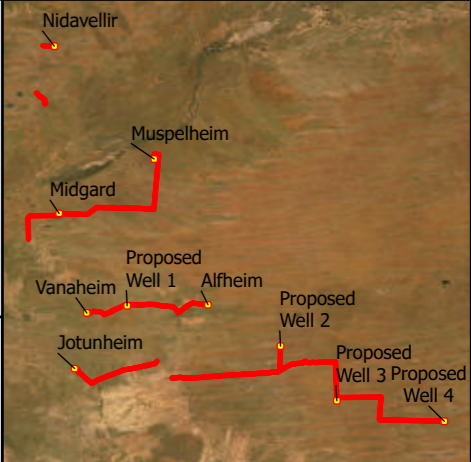 Nidavellir
Muspelheim
Midgard
Proposed
Well 1
Vanaheim
Alfheim
Proposed
Well 2
Jotunheim
Proposed
Well 3
Proposed
Well 4